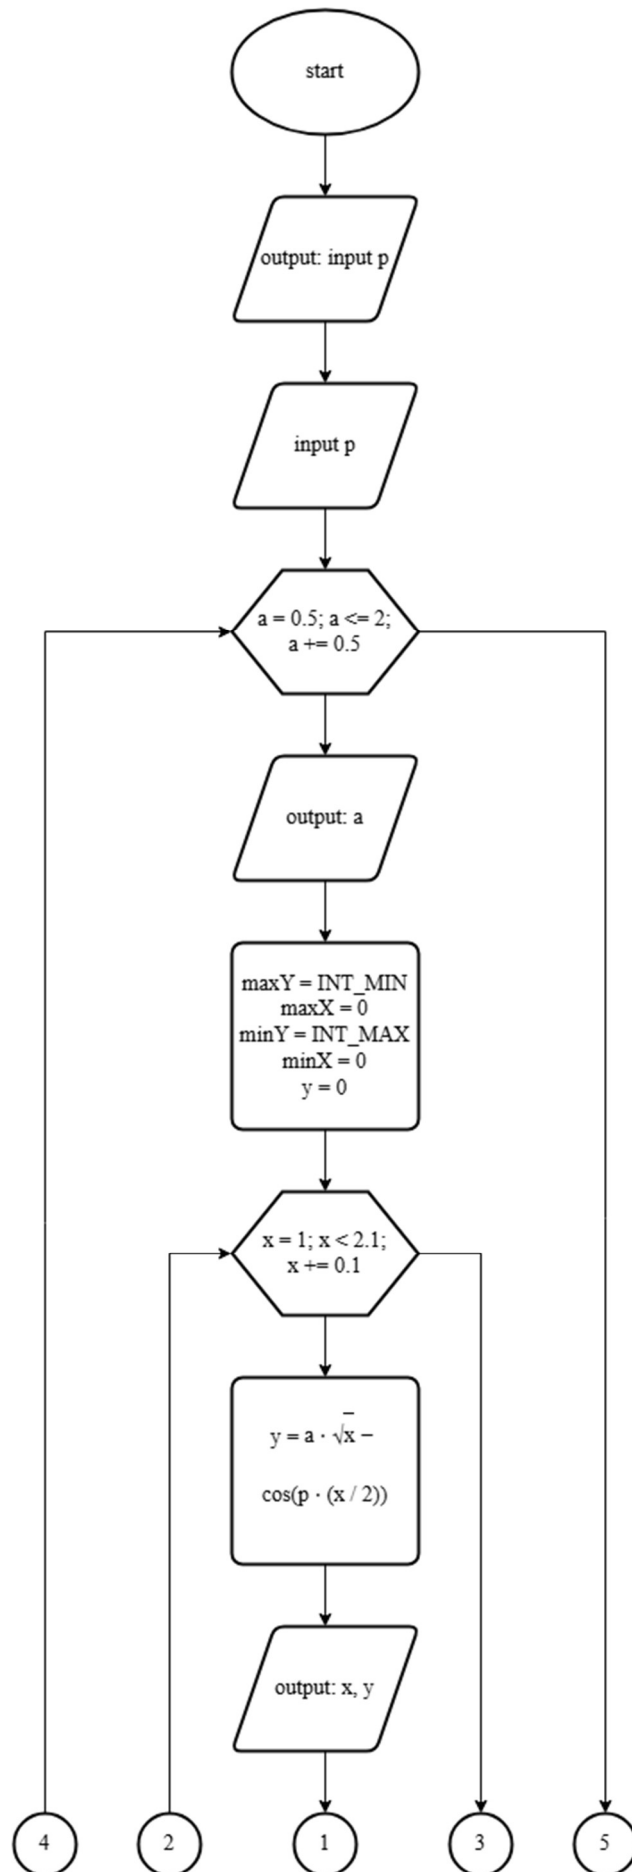 start
output: input p
input p
a = 0.5; a <= 2;
a += 0.5
output: a
maxY = INT_MIN
maxX = 0
minY = INT_MAX
minX = 0
y = 0
x = 1; x < 2.1;
x += 0.1
y = a · √x −
cos(p · (x / 2))
output: x, y
4
2
1
3
5